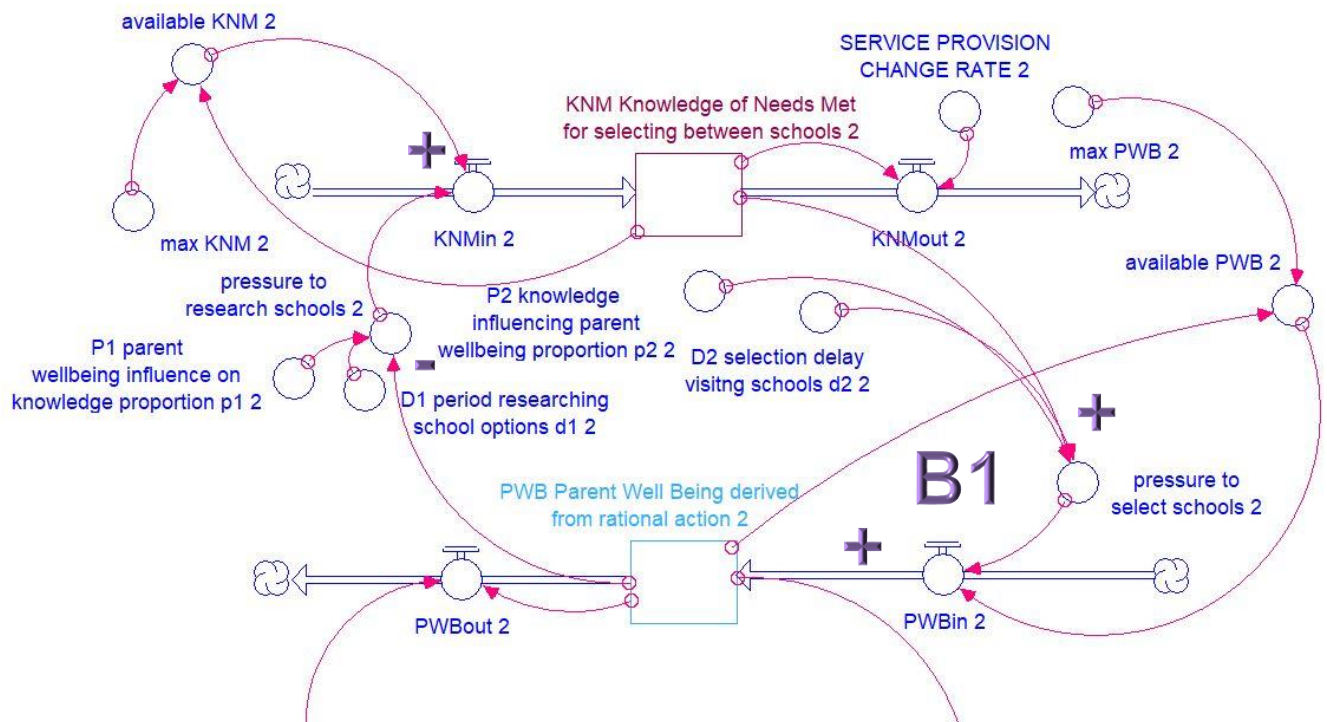 available KNM 2
SERVICE PROVISION
CHANGE RATE 2
KNM Knowledge of Needs Met
for selecting between schools 2
+
max PWB 2
max KNM 2
KNMin 2
KNMout 2
available PWB 2
pressure to
research schools 2
P2 knowledge
influencing parent
wellbeing proportion p2 2
P1 parent
wellbeing influence on
knowledge proportion p1 2
-
D1 period researching
school options d1 2
D2 selection delay
visitng schools d2 2
+
B1
PWB Parent Well Being derived
from rational action 2
pressure to
select schools 2
+
PWBout 2
PWBin 2